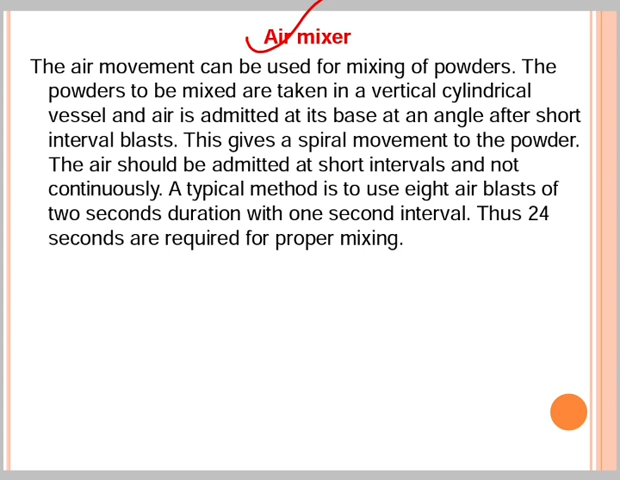 Air mixer
The air movement can be used for mixing of powders. The
powders to be mixed are taken in a vertical cylindrical
vessel and air is admitted at its base at an angle after short
interval blasts. This gives a spiral movement to the powder.
The air should be admitted at short intervals and not
continuously. A typical method is to use eight air blasts of
two seconds duration with one second interval. Thus 24
seconds are required for proper mixing.